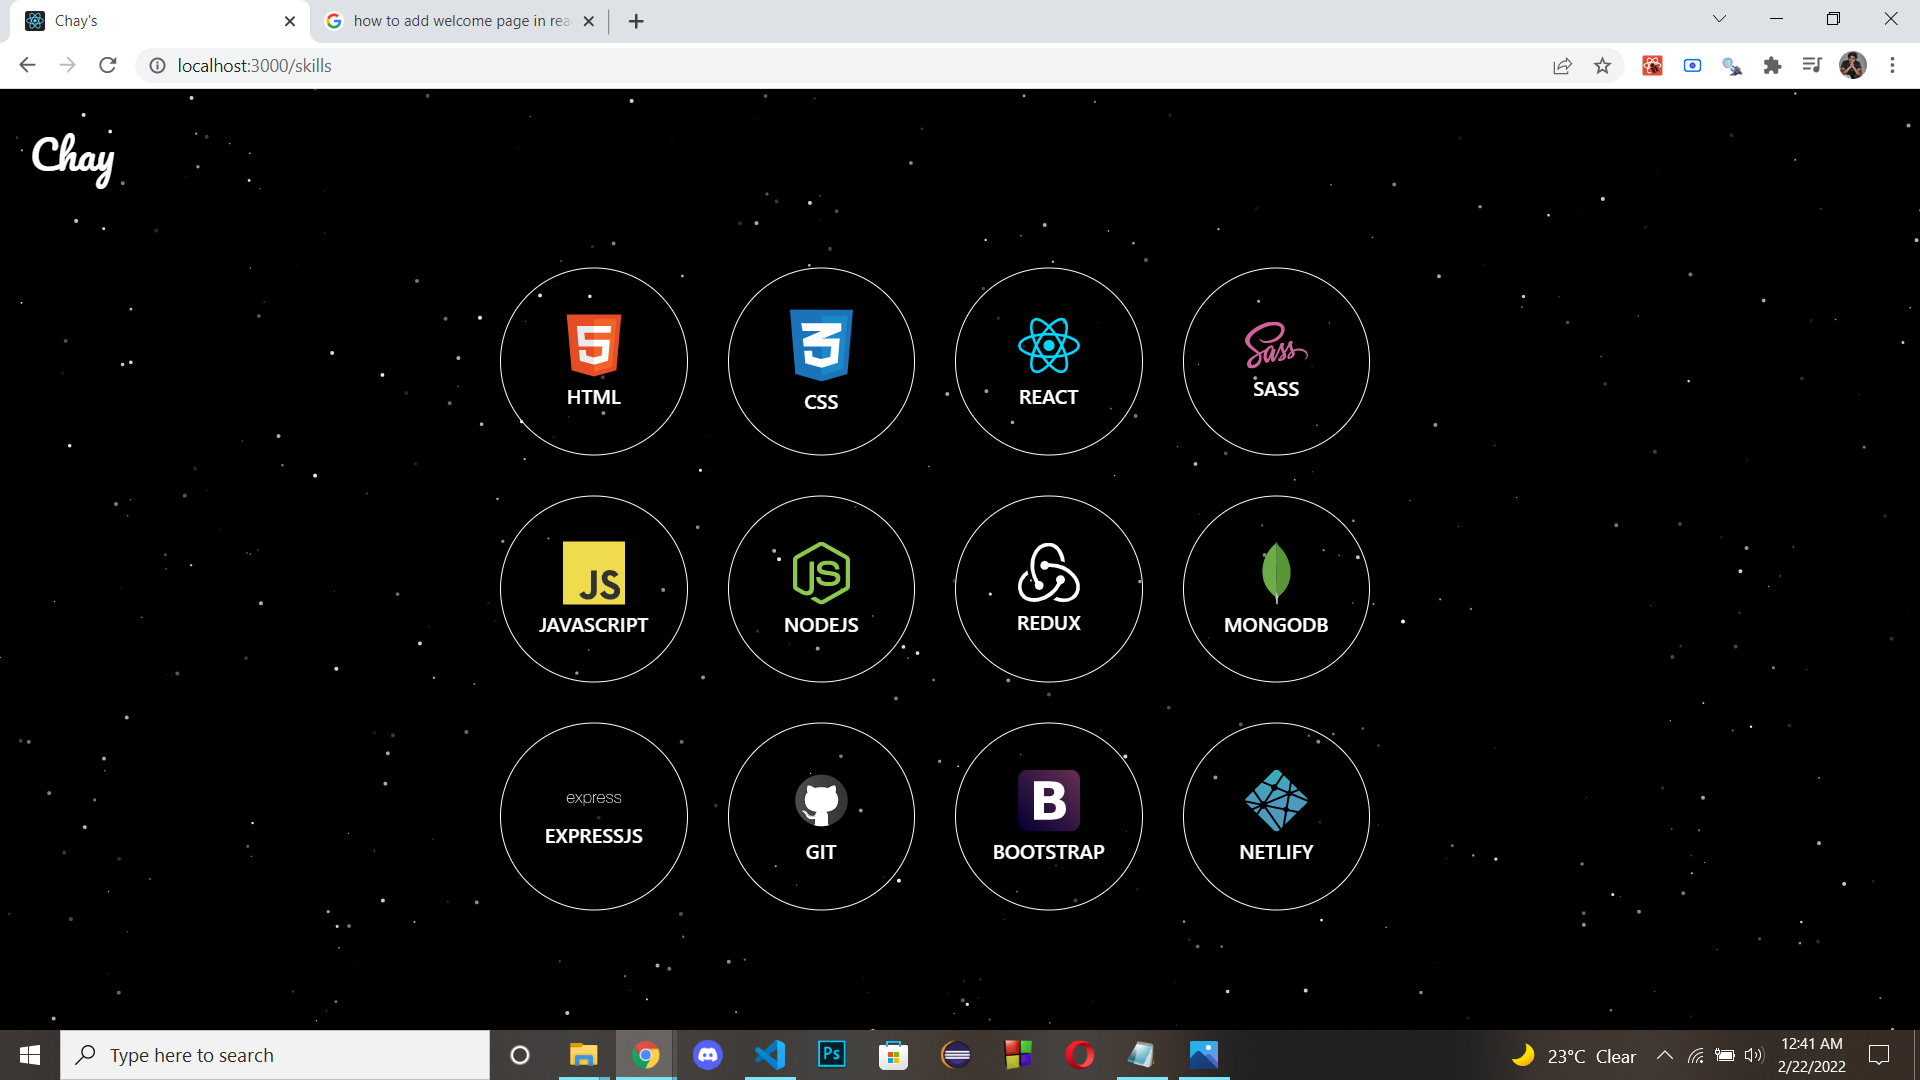 Chay's
how to add welcome page in rea
localhost:3000/skills
Chay
HTML
CSS
REACT
Sass
SASS
JS
JAVASCRIPT
JS
NODEJS
REDUX
MONGODB
express
EXPRESSJS
GIT
B
BOOTSTRAP
NETLIFY
Type here to search
Ps
23°C Clear
12:41 AM
2/22/2022